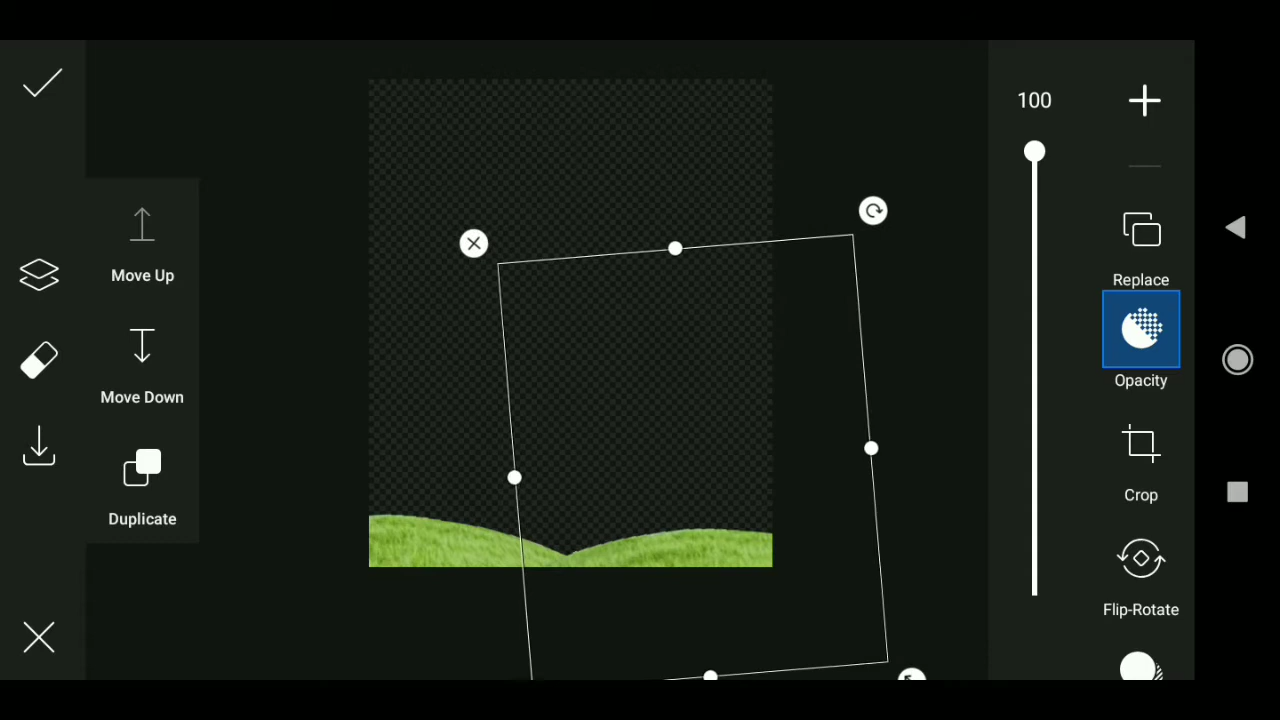 100
Move Up
Replace
Opacity
Move Down
Crop
Duplicate
Flip-Rotate